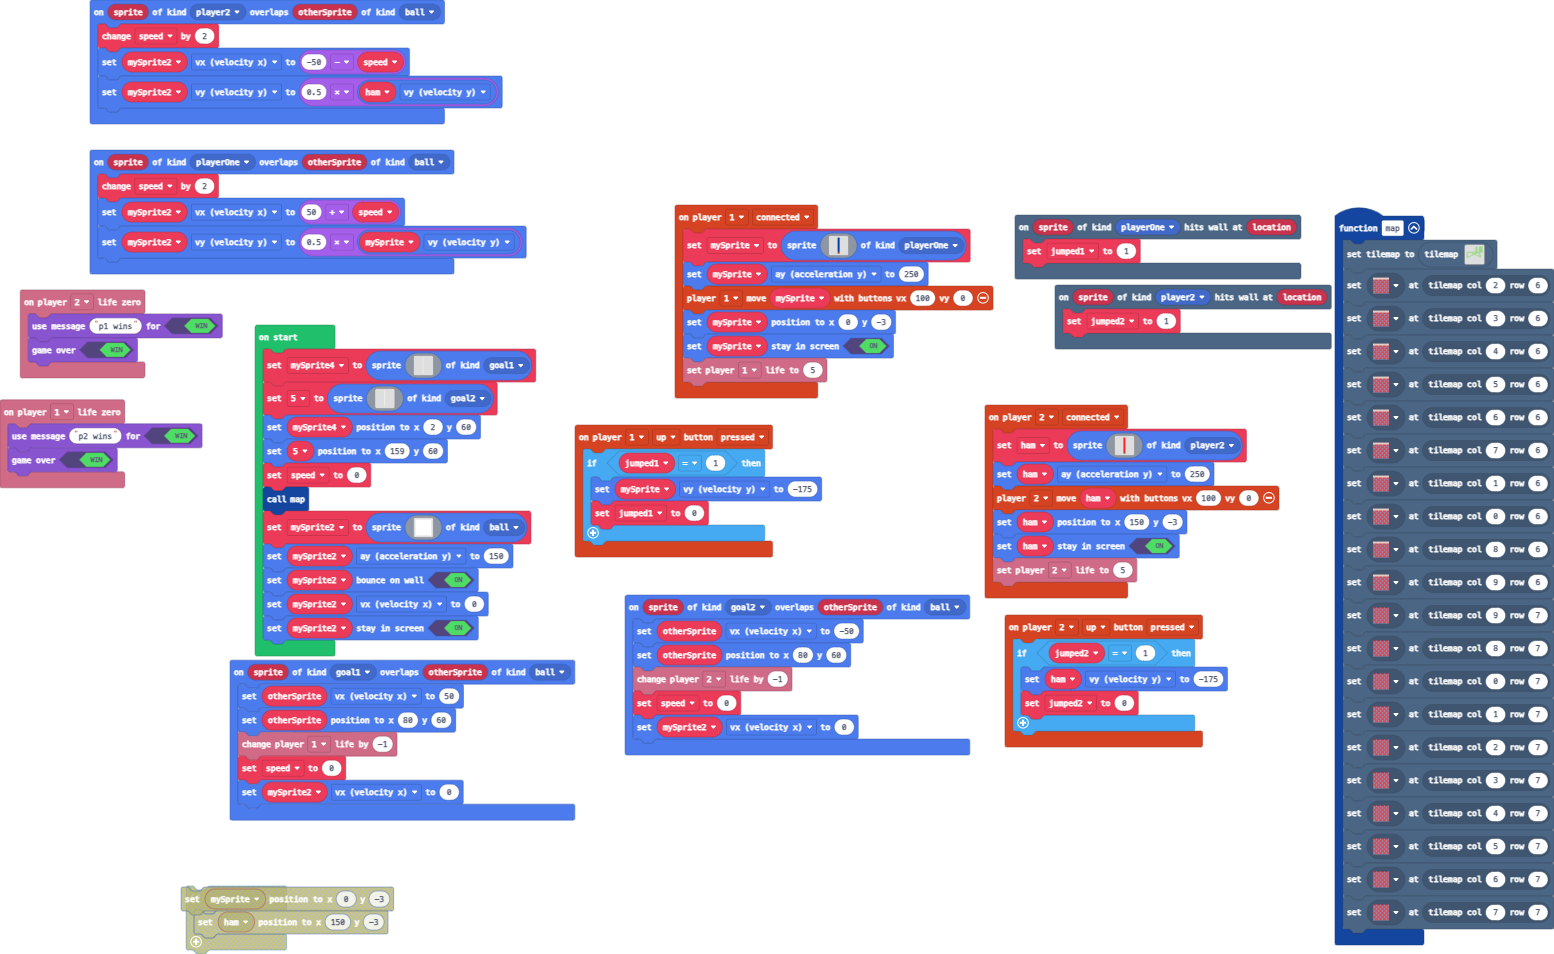 on sprite of kind player2 overlaps otherSprite of kind ball
change speed by 2
set mySprite2 vx (velocity x) to -50 - speed
set mySprite2 vy (velocity y) to 0.5 × ham vy (velocity y)
on sprite of kind playerOne overlaps otherSprite of kind ball
change speed by 2
set mySprite2 vx (velocity x) to 50 + speed
set mySprite2 vy (velocity y) to 0.5 × mySprite vy (velocity y)
on player 2 life zero
use message "p1 wins" for WIN
game over WIN
on player 1 life zero
use message "p2 wins" for WIN
game over WIN
on start
set mySprite4 to sprite of kind goal1
set 5 to sprite of kind goal2
set mySprite4 position to x 2 y 60
set 5 position to x 159 y 60
set speed to 0
call map
set mySprite2 to sprite of kind ball
set mySprite2 ay (acceleration y) to 150
set mySprite2 bounce on wall ON
set mySprite2 vx (velocity x) to 0
set mySprite2 stay in screen ON
on sprite of kind goal1 overlaps otherSprite of kind ball
set otherSprite vx (velocity x) to 50
set otherSprite position to x 80 y 60
change player 1 life by -1
set speed to 0
set mySprite2 vx (velocity x) to 0
set mySprite position to x 0 y -3
set ham position to x 150 y -3
on player 1 connected
set mySprite to sprite of kind playerOne
set mySprite ay (acceleration y) to 250
player 1 move mySprite with buttons vx 100 vy 0
set mySprite position to x 0 y -3
set mySprite stay in screen ON
set player 1 life to 5
on player 1 up button pressed
if jumped1 = 1 then
set mySprite vy (velocity y) to -175
set jumped1 to 0
on sprite of kind goal2 overlaps otherSprite of kind ball
set otherSprite vx (velocity x) to -50
set otherSprite position to x 80 y 60
change player 2 life by -1
set speed to 0
set mySprite2 vx (velocity x) to 0
on sprite of kind playerOne hits wall at location
set jumped1 to 1
on sprite of kind player2 hits wall at location
set jumped2 to 1
on player 2 connected
set ham to sprite of kind player2
set ham ay (acceleration y) to 250
player 2 move ham with buttons vx 100 vy 0
set ham position to x 150 y -3
set ham stay in screen ON
set player 2 life to 5
on player 2 up button pressed
if jumped2 = 1 then
set ham vy (velocity y) to -175
set jumped2 to 0
function map
set tilemap to tilemap
set at tilemap col 2 row 6
set at tilemap col 3 row 6
set at tilemap col 4 row 6
set at tilemap col 5 row 6
set at tilemap col 6 row 6
set at tilemap col 7 row 6
set at tilemap col 1 row 6
set at tilemap col 0 row 6
set at tilemap col 8 row 6
set at tilemap col 9 row 6
set at tilemap col 9 row 7
set at tilemap col 8 row 7
set at tilemap col 0 row 7
set at tilemap col 1 row 7
set at tilemap col 2 row 7
set at tilemap col 3 row 7
set at tilemap col 4 row 7
set at tilemap col 5 row 7
set at tilemap col 6 row 7
set at tilemap col 7 row 7